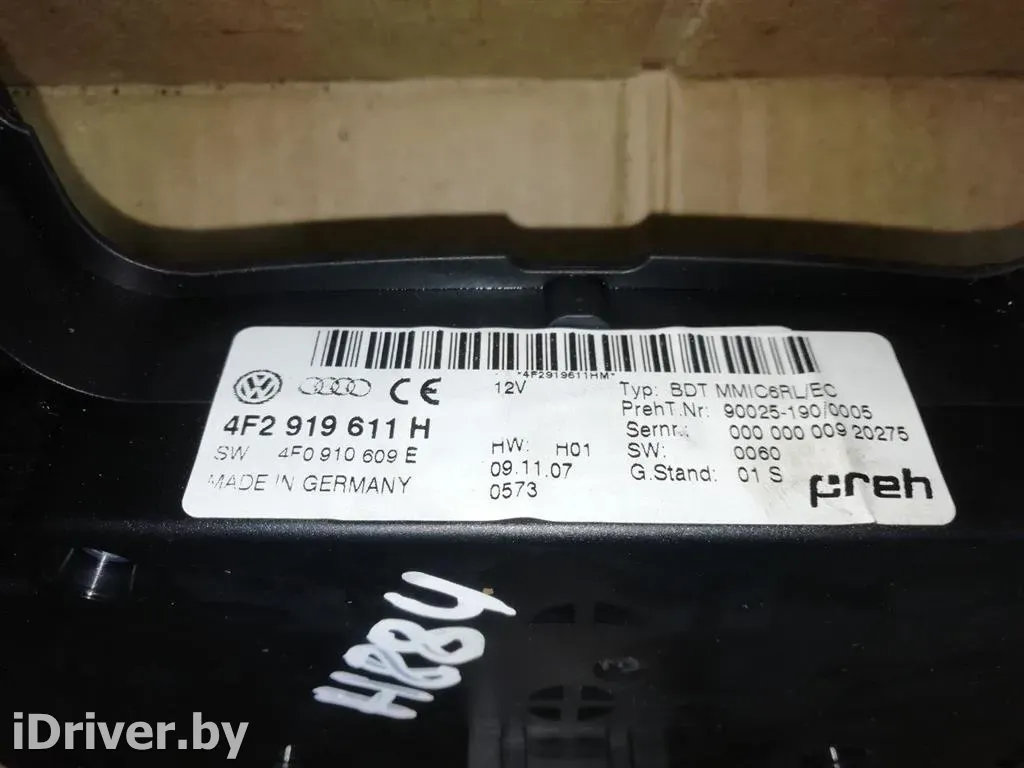 *4F2919611HM*
CE 12V Typ: BDT MMIC6RL/EC
4F2 919 611 H PrehT.Nr: 90025-190/0005
SW 4F0 910 609 E HW: H01 Sernr.: 000 000 009 20275
MADE IN GERMANY 09.11.07 SW: 0060
0573 G.Stand: 01 S preh
H884
iDriver.by